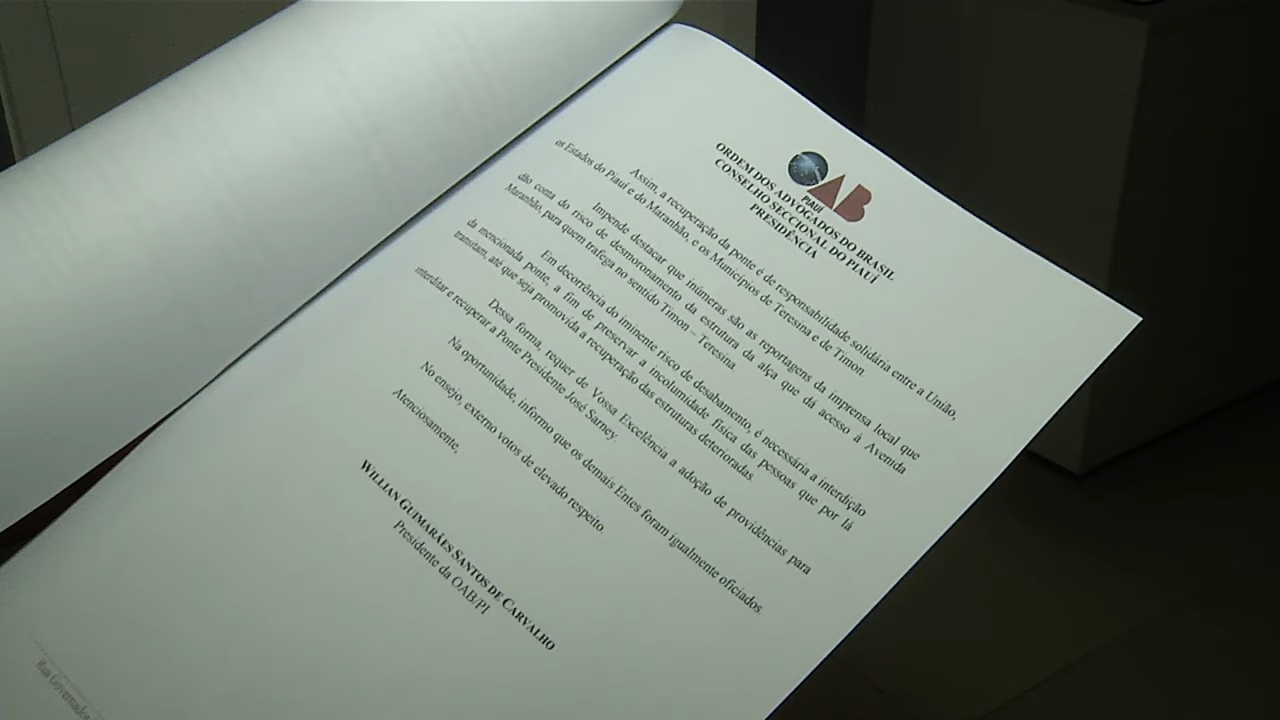 OAB
PIAUÍ
ORDEM DOS ADVOGADOS DO BRASIL
CONSELHO SECCIONAL DO PIAUÍ
PRESIDÊNCIA
Assim, a recuperação da ponte é de responsabilidade solidária entre a União,
os Estados do Piauí e do Maranhão, e os Municípios de Teresina e de Timon.
Impende destacar que inúmeras são as reportagens da imprensa local que
dão conta do risco de desmoronamento da estrutura da alça que dá acesso à Avenida
Maranhão, para quem trafega no sentido Timon – Teresina.
Em decorrência do iminente risco de desabamento, é necessária a interdição
da mencionada ponte, a fim de preservar a incolumidade física das pessoas que por lá
transitam, até que seja promovida a recuperação das estruturas deterioradas.
Dessa forma, requer de Vossa Excelência a adoção de providências para
interditar e recuperar a Ponte Presidente José Sarney.
Na oportunidade, informo que os demais Entes foram igualmente oficiados.
No ensejo, externo votos de elevado respeito.
Atenciosamente,
WILLIAN GUIMARÃES SANTOS DE CARVALHO
Presidente da OAB/PI
Rua Governador